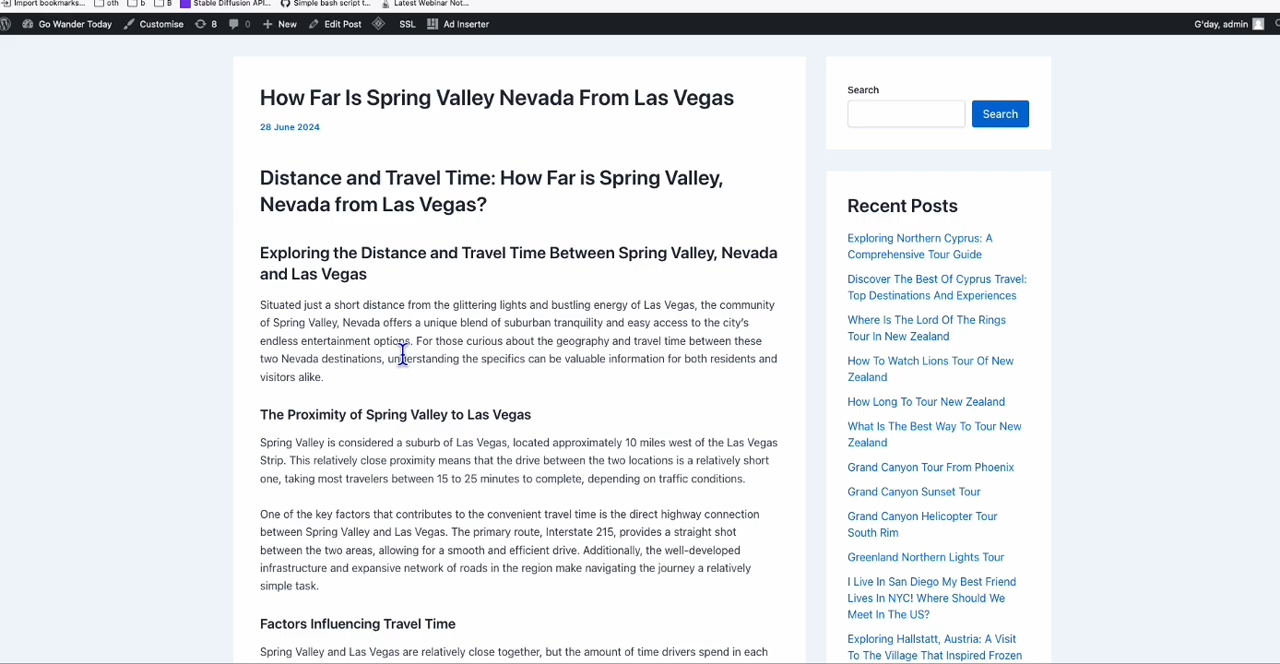 Import bookmarks... oth b B Stable Diffusion API... Simple bash script t... Latest Webinar Not...
Go Wander Today Customise 8 0 New Edit Post SSL Ad Inserter G'day, admin
How Far Is Spring Valley Nevada From Las Vegas
28 June 2024
Distance and Travel Time: How Far is Spring Valley,
Nevada from Las Vegas?
Exploring the Distance and Travel Time Between Spring Valley, Nevada
and Las Vegas
Situated just a short distance from the glittering lights and bustling energy of Las Vegas, the community
of Spring Valley, Nevada offers a unique blend of suburban tranquility and easy access to the city's
endless entertainment options. For those curious about the geography and travel time between these
two Nevada destinations, understanding the specifics can be valuable information for both residents and
visitors alike.
The Proximity of Spring Valley to Las Vegas
Spring Valley is considered a suburb of Las Vegas, located approximately 10 miles west of the Las Vegas
Strip. This relatively close proximity means that the drive between the two locations is a relatively short
one, taking most travelers between 15 to 25 minutes to complete, depending on traffic conditions.
One of the key factors that contributes to the convenient travel time is the direct highway connection
between Spring Valley and Las Vegas. The primary route, Interstate 215, provides a straight shot
between the two areas, allowing for a smooth and efficient drive. Additionally, the well-developed
infrastructure and expansive network of roads in the region make navigating the journey a relatively
simple task.
Factors Influencing Travel Time
Spring Valley and Las Vegas are relatively close together, but the amount of time drivers spend in each
Search
Search
Recent Posts
Exploring Northern Cyprus: A
Comprehensive Tour Guide
Discover The Best Of Cyprus Travel:
Top Destinations And Experiences
Where Is The Lord Of The Rings
Tour In New Zealand
How To Watch Lions Tour Of New
Zealand
How Long To Tour New Zealand
What Is The Best Way To Tour New
Zealand
Grand Canyon Tour From Phoenix
Grand Canyon Sunset Tour
Grand Canyon Helicopter Tour
South Rim
Greenland Northern Lights Tour
I Live In San Diego My Best Friend
Lives In NYC! Where Should We
Meet In The US?
Exploring Hallstatt, Austria: A Visit
To The Village That Inspired Frozen